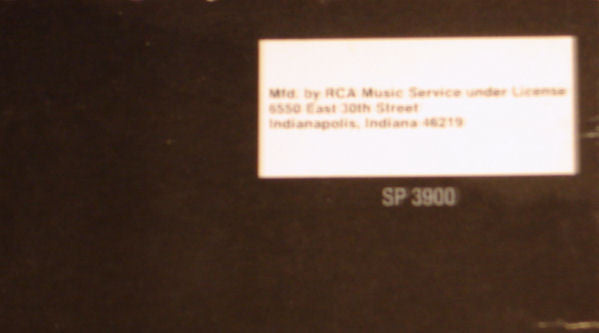 Mfd. by RCA Music Service under License
6550 East 30th Street
Indianapolis, Indiana 46219
SP 3900